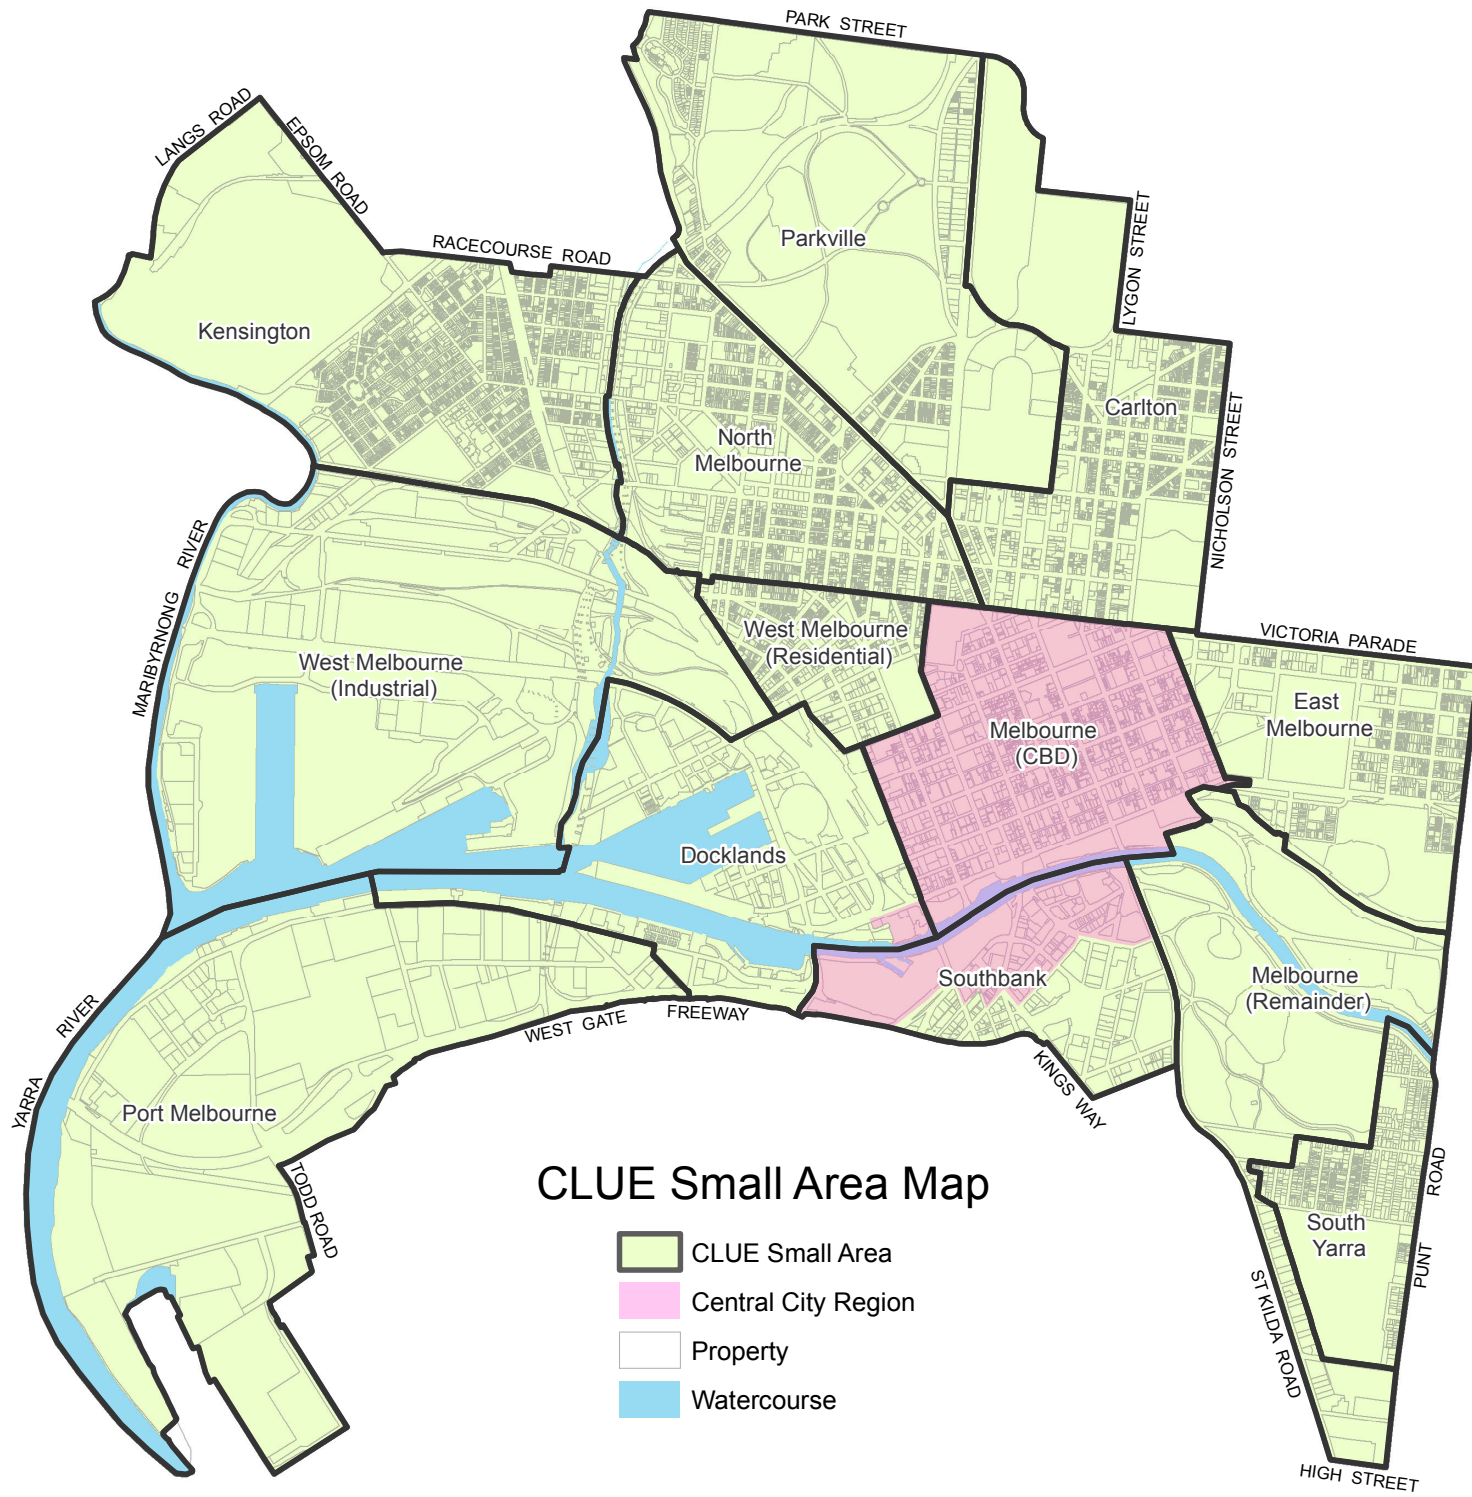 PARK STREET
LANGS ROAD
EPSOM ROAD
RACECOURSE ROAD
LYGON STREET
Parkville
Kensington
Carlton
NICHOLSON STREET
North
Melbourne
MARIBYRNONG RIVER
West Melbourne
(Residential)
VICTORIA PARADE
West Melbourne
(Industrial)
East
Melbourne
Melbourne
(CBD)
Docklands
Southbank
Melbourne
(Remainder)
WEST GATE FREEWAY
KINGS WAY
YARRA RIVER
Port Melbourne
TODD ROAD
CLUE Small Area Map
CLUE Small Area
Central City Region
Property
Watercourse
South
Yarra
PUNT ROAD
ST KILDA ROAD
HIGH STREET